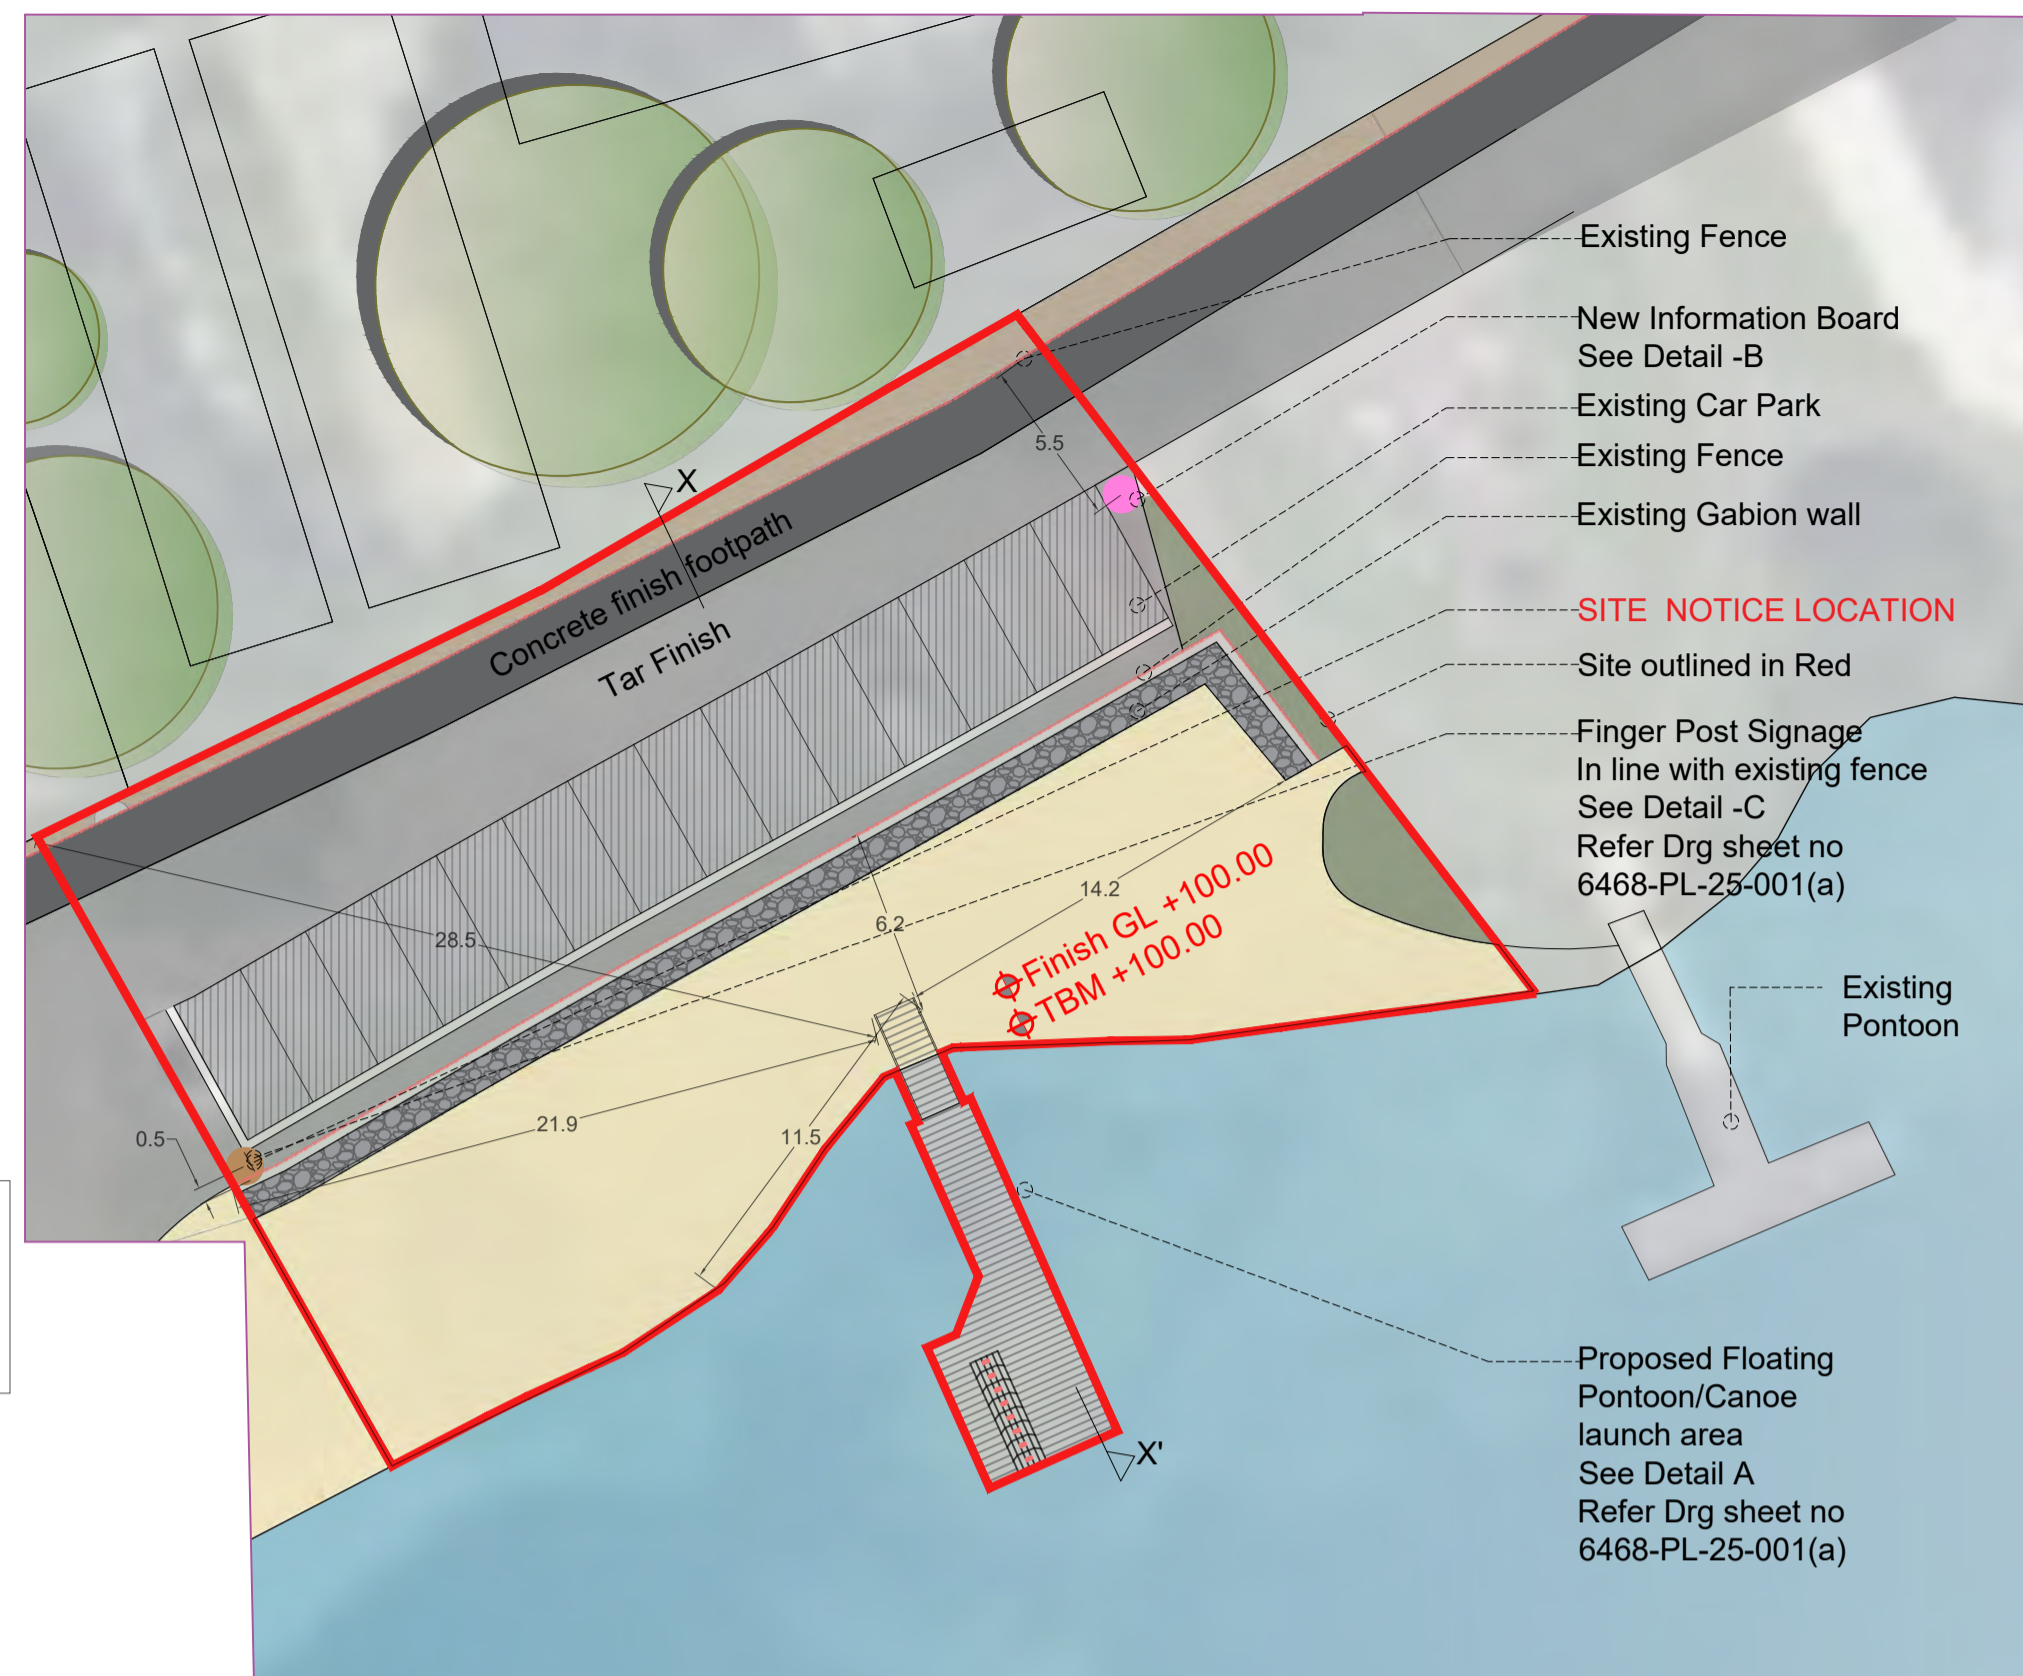 Existing Fence
New Information Board
See Detail -B
Existing Car Park
5.5
Existing Fence
X
Existing Gabion wall
Concrete finish footpath
Tar Finish
SITE  NOTICE LOCATION
Site outlined in Red
Finger Post Signage
In line with existing fence
See Detail -C
Refer Drg sheet no
6468-PL-25-001(a)
14.2
6.2
28.5
Finish GL +100.00
TBM +100.00
Existing
Pontoon
21.9
11.5
0.5
Proposed Floating
Pontoon/Canoe
launch area
See Detail A
Refer Drg sheet no
6468-PL-25-001(a)
X'